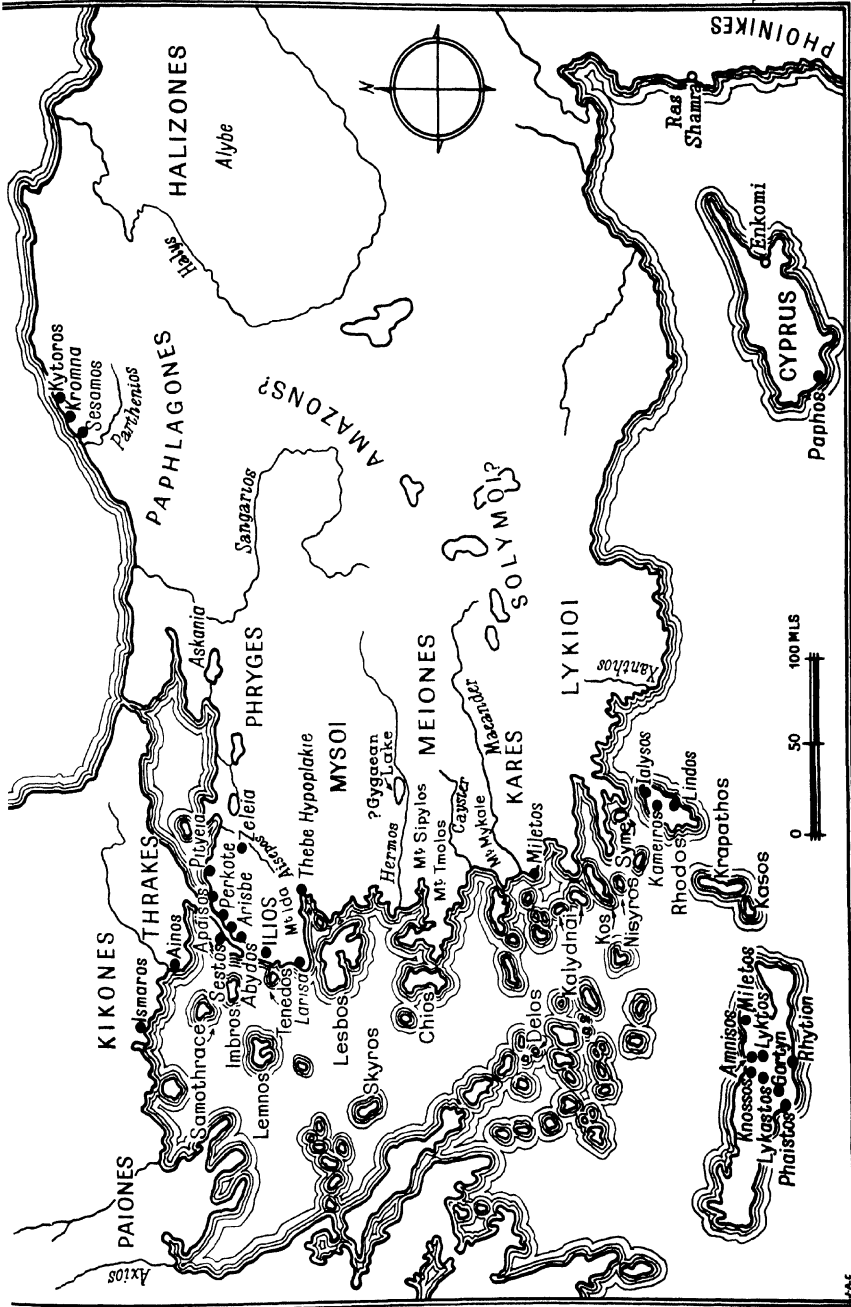 PAIONES
Axios
KIKONES
Ismaros
THRAKES
Ainos
Samothrace
Imbros
Lemnos
Sestos
Apaisos
Pityeia
Perkote
Arisbe
Abydos
Zeleia
Aisepos
ILIOS
Mt Ida
Tenedos
Larisa
Thebe Hypoplakie
Lesbos
Skyros
Chios
MYSOI
PHRYGES
Askania
Sangarios
PAPHLAGONES
Kytoros
Kromna
Sesamos
Parthenios
HALIZONES
Alybe
Halys
N
AMAZONS?
?Gygaean
Lake
Hermos
MEIONES
Mt Sipylos
Mt Tmolos
Cayster
Mt Mykale
Maeander
KARES
Miletos
SOLYMOI?
LYKIOI
Xanthos
Delos
Kalydnai
Kos
Nisyros
Syme
Ialysos
Kameiros
Lindos
Rhodos
Krapathos
Kasos
0 50 100 MLS
Amnisos
Miletos
Knossos
Lyktos
Lykastos
Gortyn
Phaistos
Rhytion
CYPRUS
Enkomi
Paphos
Ras
Shamra
PHOINIKES